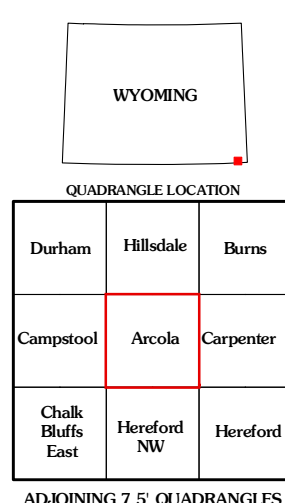 WYOMING
QUADRANGLE LOCATION
Durham Hillsdale Burns
Campstool Arcola Carpenter
Chalk
Bluffs
East
Hereford
NW
Hereford
ADJOINING 7.5' QUADRANGLES